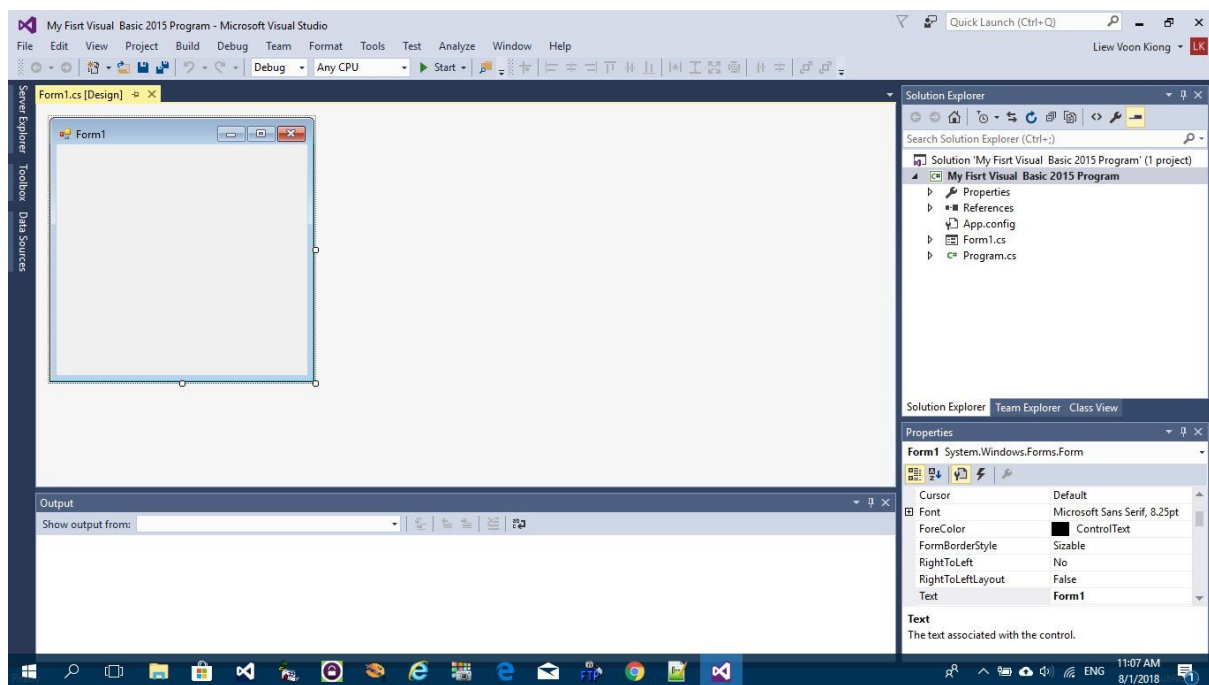 My Fisrt Visual Basic 2015 Program - Microsoft Visual Studio
Quick Launch (Ctrl+Q)
File Edit View Project Build Debug Team Format Tools Test Analyze Window Help
Liew Voon Kiong LK
Debug Any CPU Start
Server Explorer
Toolbox
Data Sources
Form1.cs [Design]
Form1
Solution Explorer
Search Solution Explorer (Ctrl+;)
Solution 'My Fisrt Visual Basic 2015 Program' (1 project)
C# My Fisrt Visual Basic 2015 Program
Properties
References
App.config
Form1.cs
C# Program.cs
Solution Explorer Team Explorer Class View
Properties
Form1 System.Windows.Forms.Form
Cursor Default
Font Microsoft Sans Serif, 8.25pt
ForeColor ControlText
FormBorderStyle Sizable
RightToLeft No
RightToLeftLayout False
Text Form1
Text
The text associated with the control.
Output
Show output from:
FTP
ENG
11:07 AM
8/1/2018
1